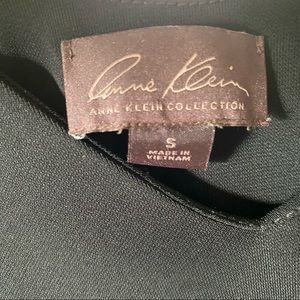 Anne Klein
ANNE KLEIN COLLECTION
S
MADE IN
VIETNAM